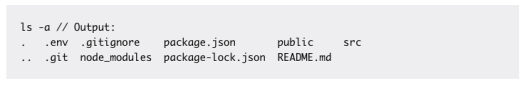 ls -a // Output:
.   .env  .gitignore    package.json       public     src
..  .git  node_modules  package-lock.json  README.md